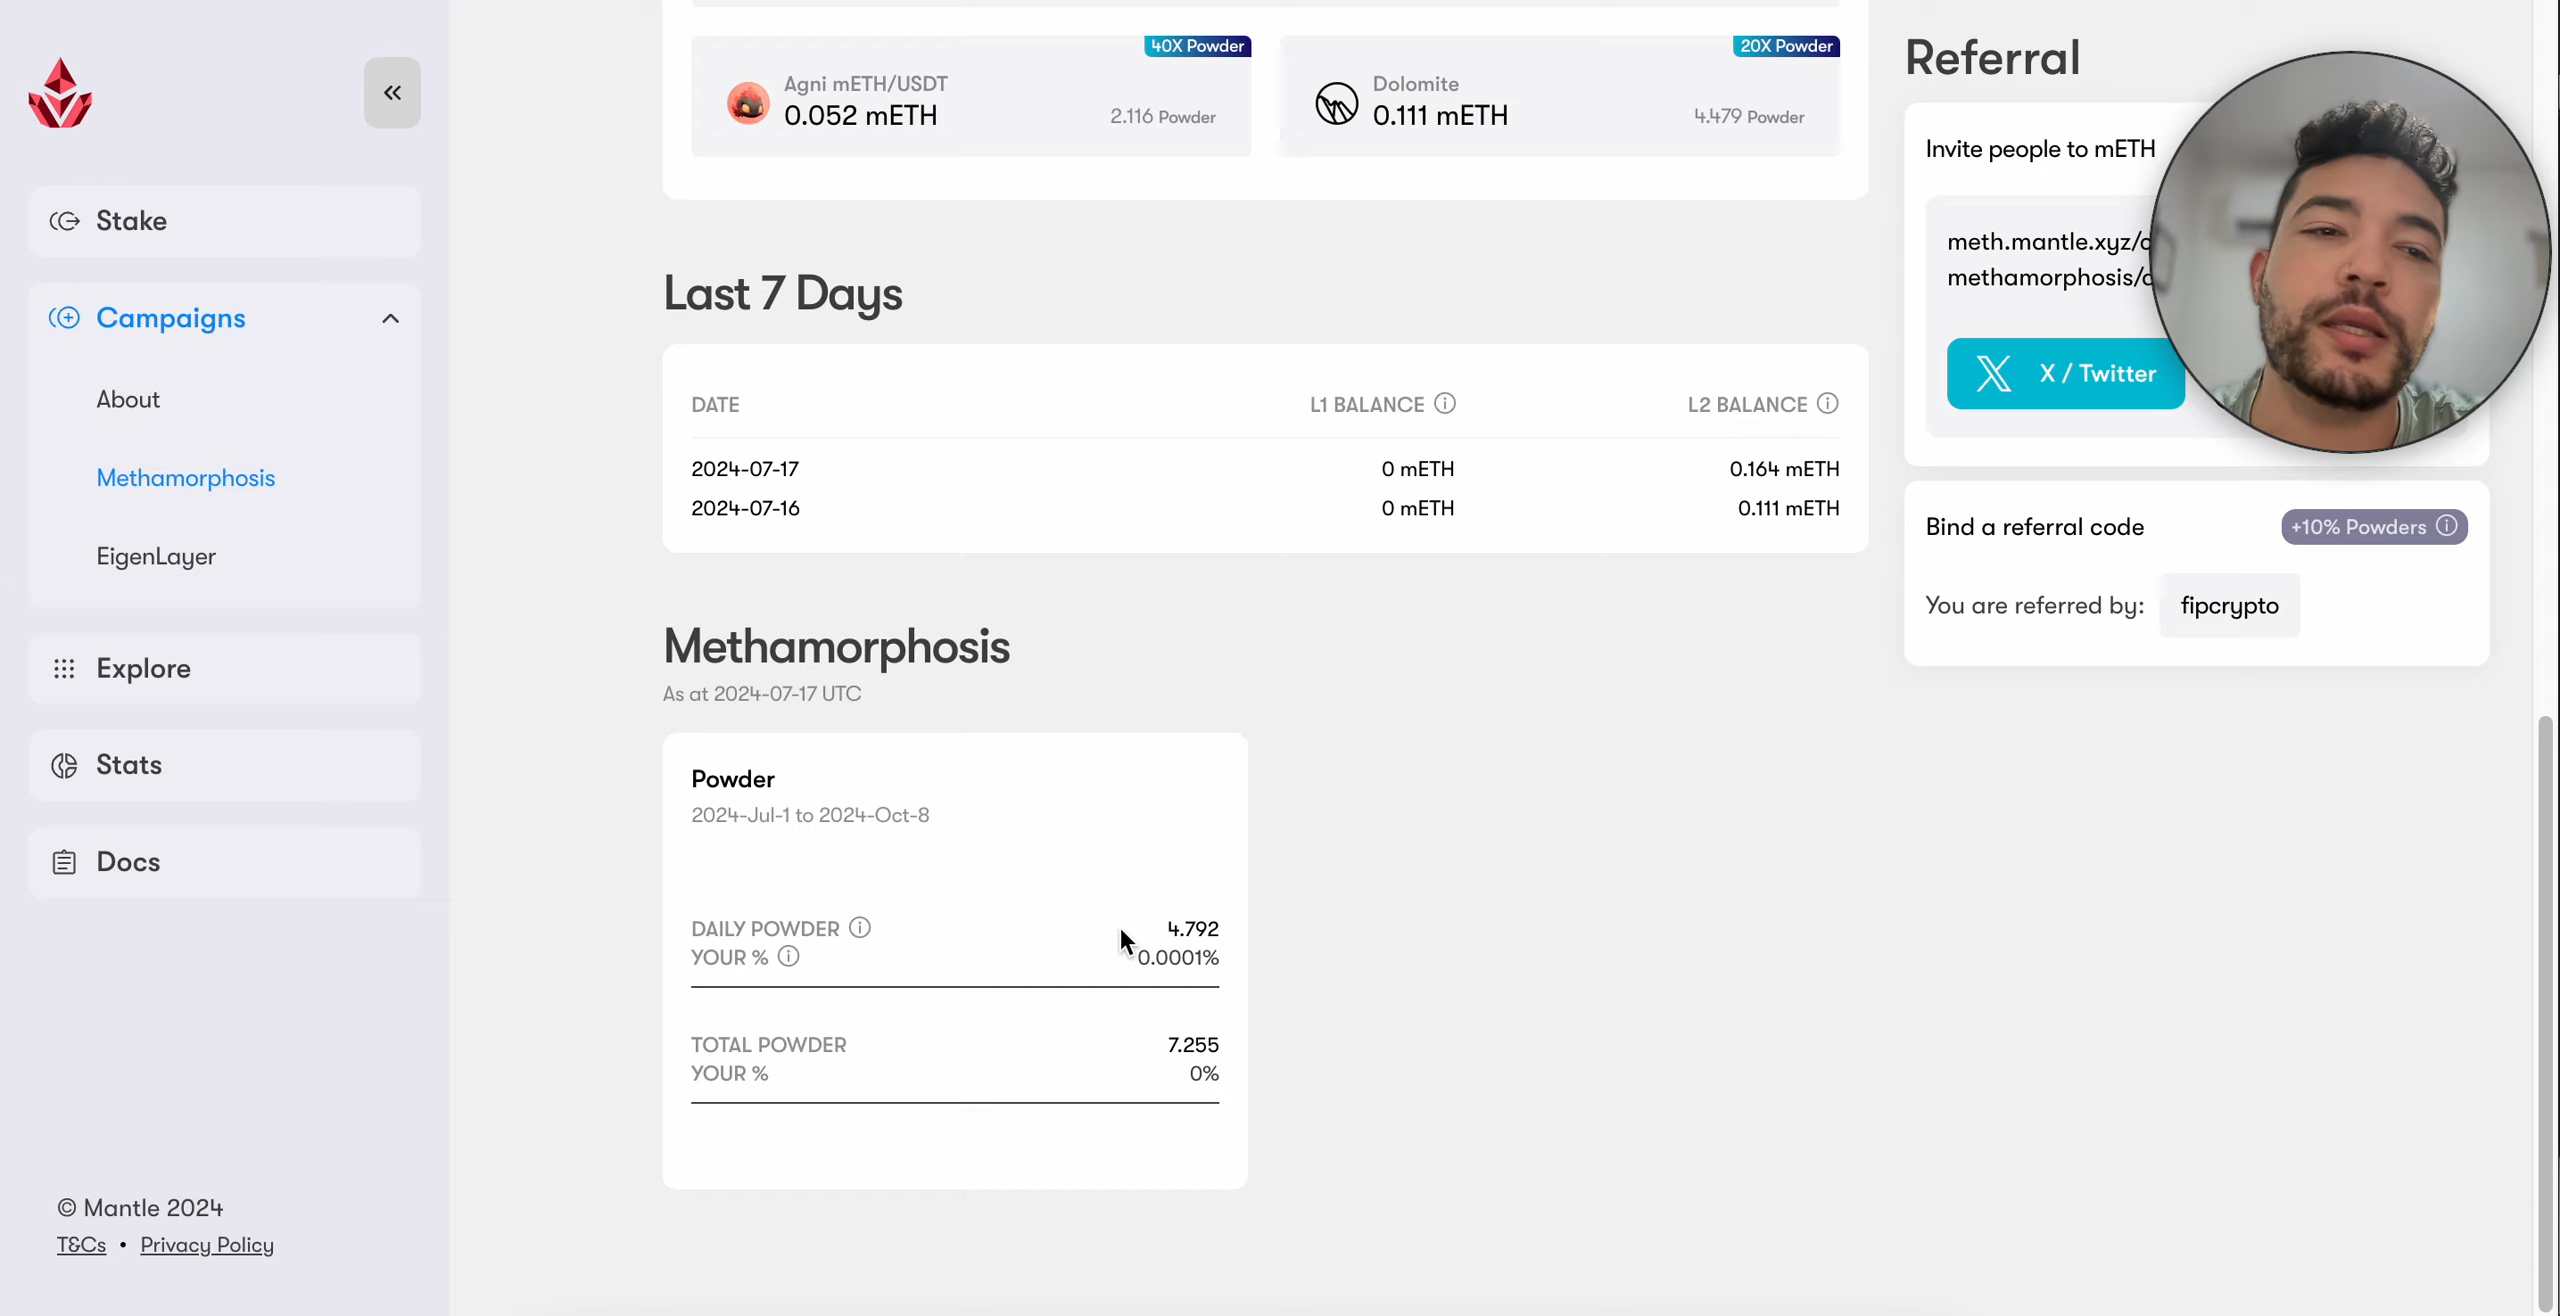 Stake
Campaigns
About
Methamorphosis
EigenLayer
Explore
Stats
Docs
© Mantle 2024
T&Cs • Privacy Policy
40X Powder
Agni mETH/USDT
0.052 mETH
2.116 Powder
20X Powder
Dolomite
0.111 mETH
4.479 Powder
Last 7 Days
DATE L1 BALANCE L2 BALANCE
2024-07-17 0 mETH 0.164 mETH
2024-07-16 0 mETH 0.111 mETH
Methamorphosis
As at 2024-07-17 UTC
Powder
2024-Jul-1 to 2024-Oct-8
DAILY POWDER 4.792
YOUR % 0.0001%
TOTAL POWDER 7.255
YOUR % 0%
Referral
Invite people to mETH
meth.mantle.xyz/
methamorphosis/
X / Twitter
Bind a referral code
+10% Powders
You are referred by: fipcrypto